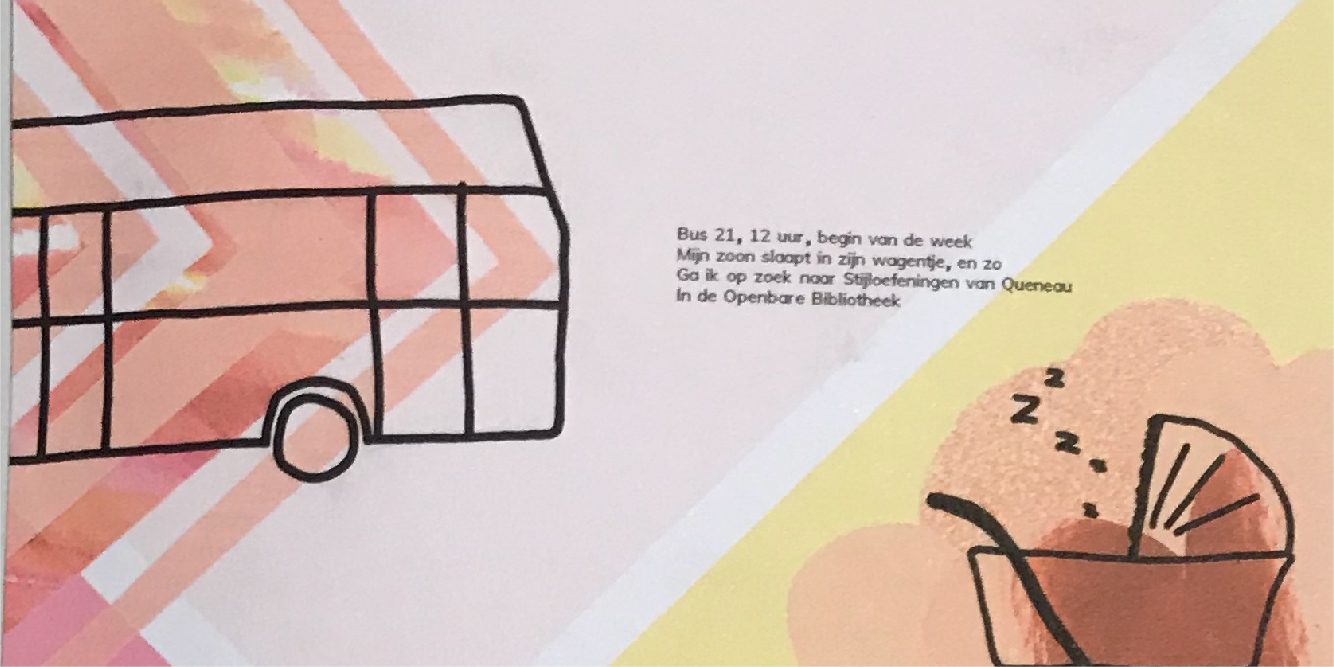 Bus 21, 12 uur, begin van de week
Mijn zoon slaapt in zijn wagentje, en zo
Ga ik op zoek naar Stijloefeningen van Queneau
In de Openbare Bibliotheek
z
Z
z
z
z